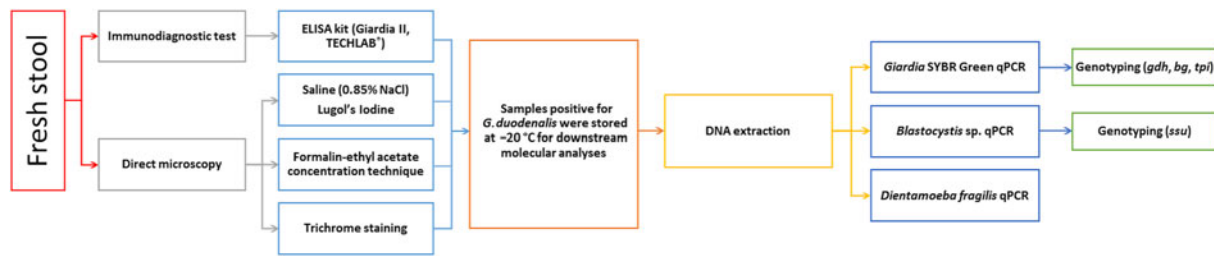 Fresh stool
Immunodiagnostic test
Direct microscopy
ELISA kit (Giardia II,
TECHLAB®)
Saline (0.85% NaCl)
Lugol's Iodine
Formalin-ethyl acetate
concentration technique
Trichrome staining
Samples positive for
G. duodenalis were stored
at −20 °C for downstream
molecular analyses
DNA extraction
Giardia SYBR Green qPCR
Blastocystis sp. qPCR
Dientamoeba fragilis qPCR
Genotyping (gdh, bg, tpi)
Genotyping (ssu)